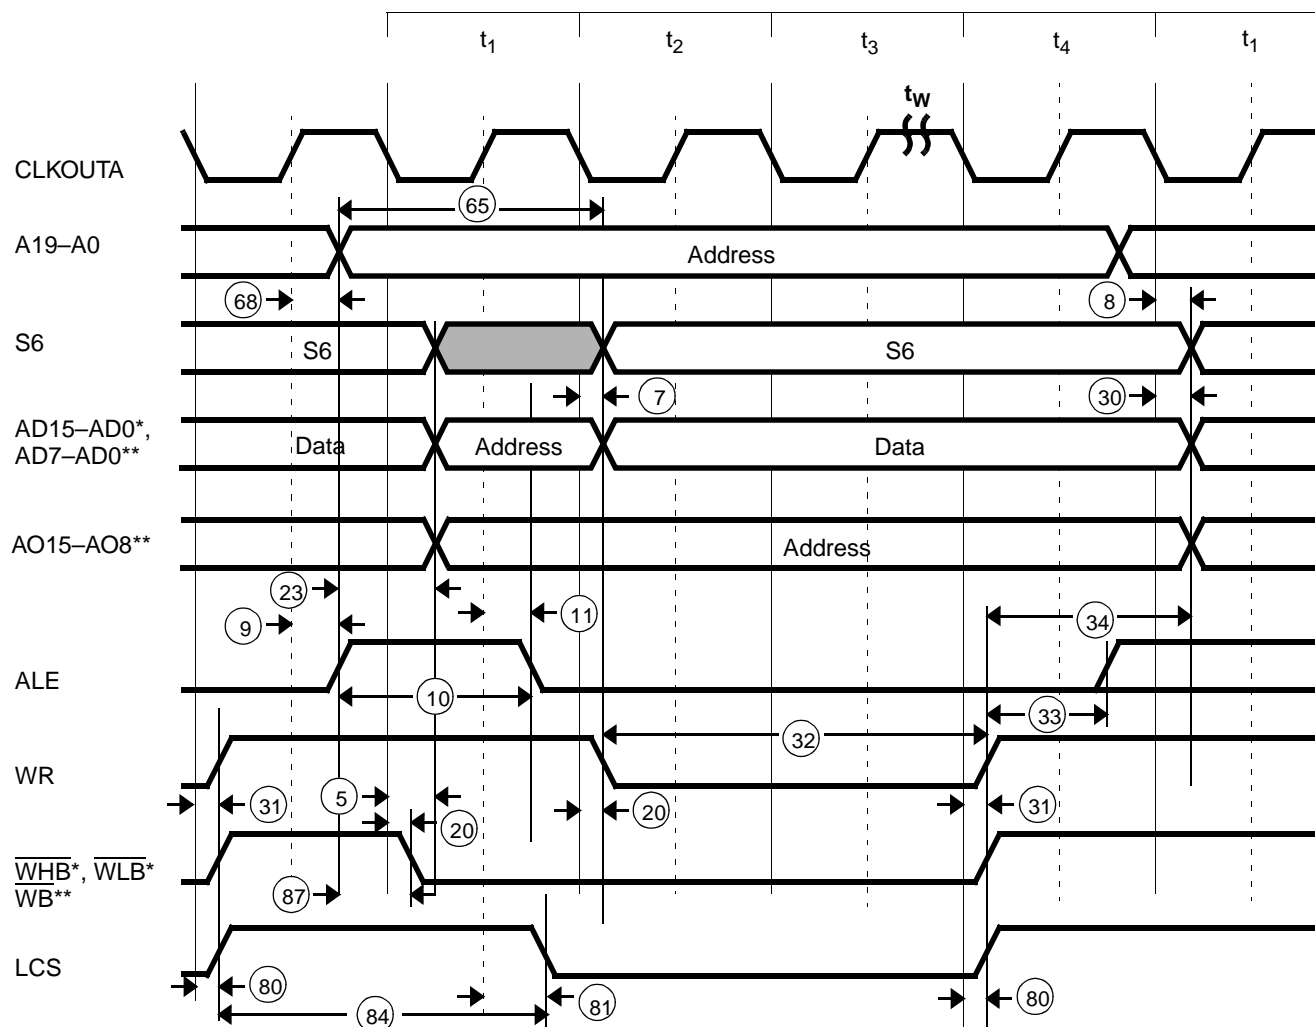 t1 t2 t3 t4 t1
tW
CLKOUTA
65
A19–A0
Address
68
8
S6
S6
S6
7
30
AD15–AD0*,
AD7–AD0**
Data
Address
Data
AO15–AO8**
Address
23
9
11
34
ALE
10
33
32
WR
31
5
20
20
31
WHB*, WLB*
WB**
87
LCS
80
81
80
84